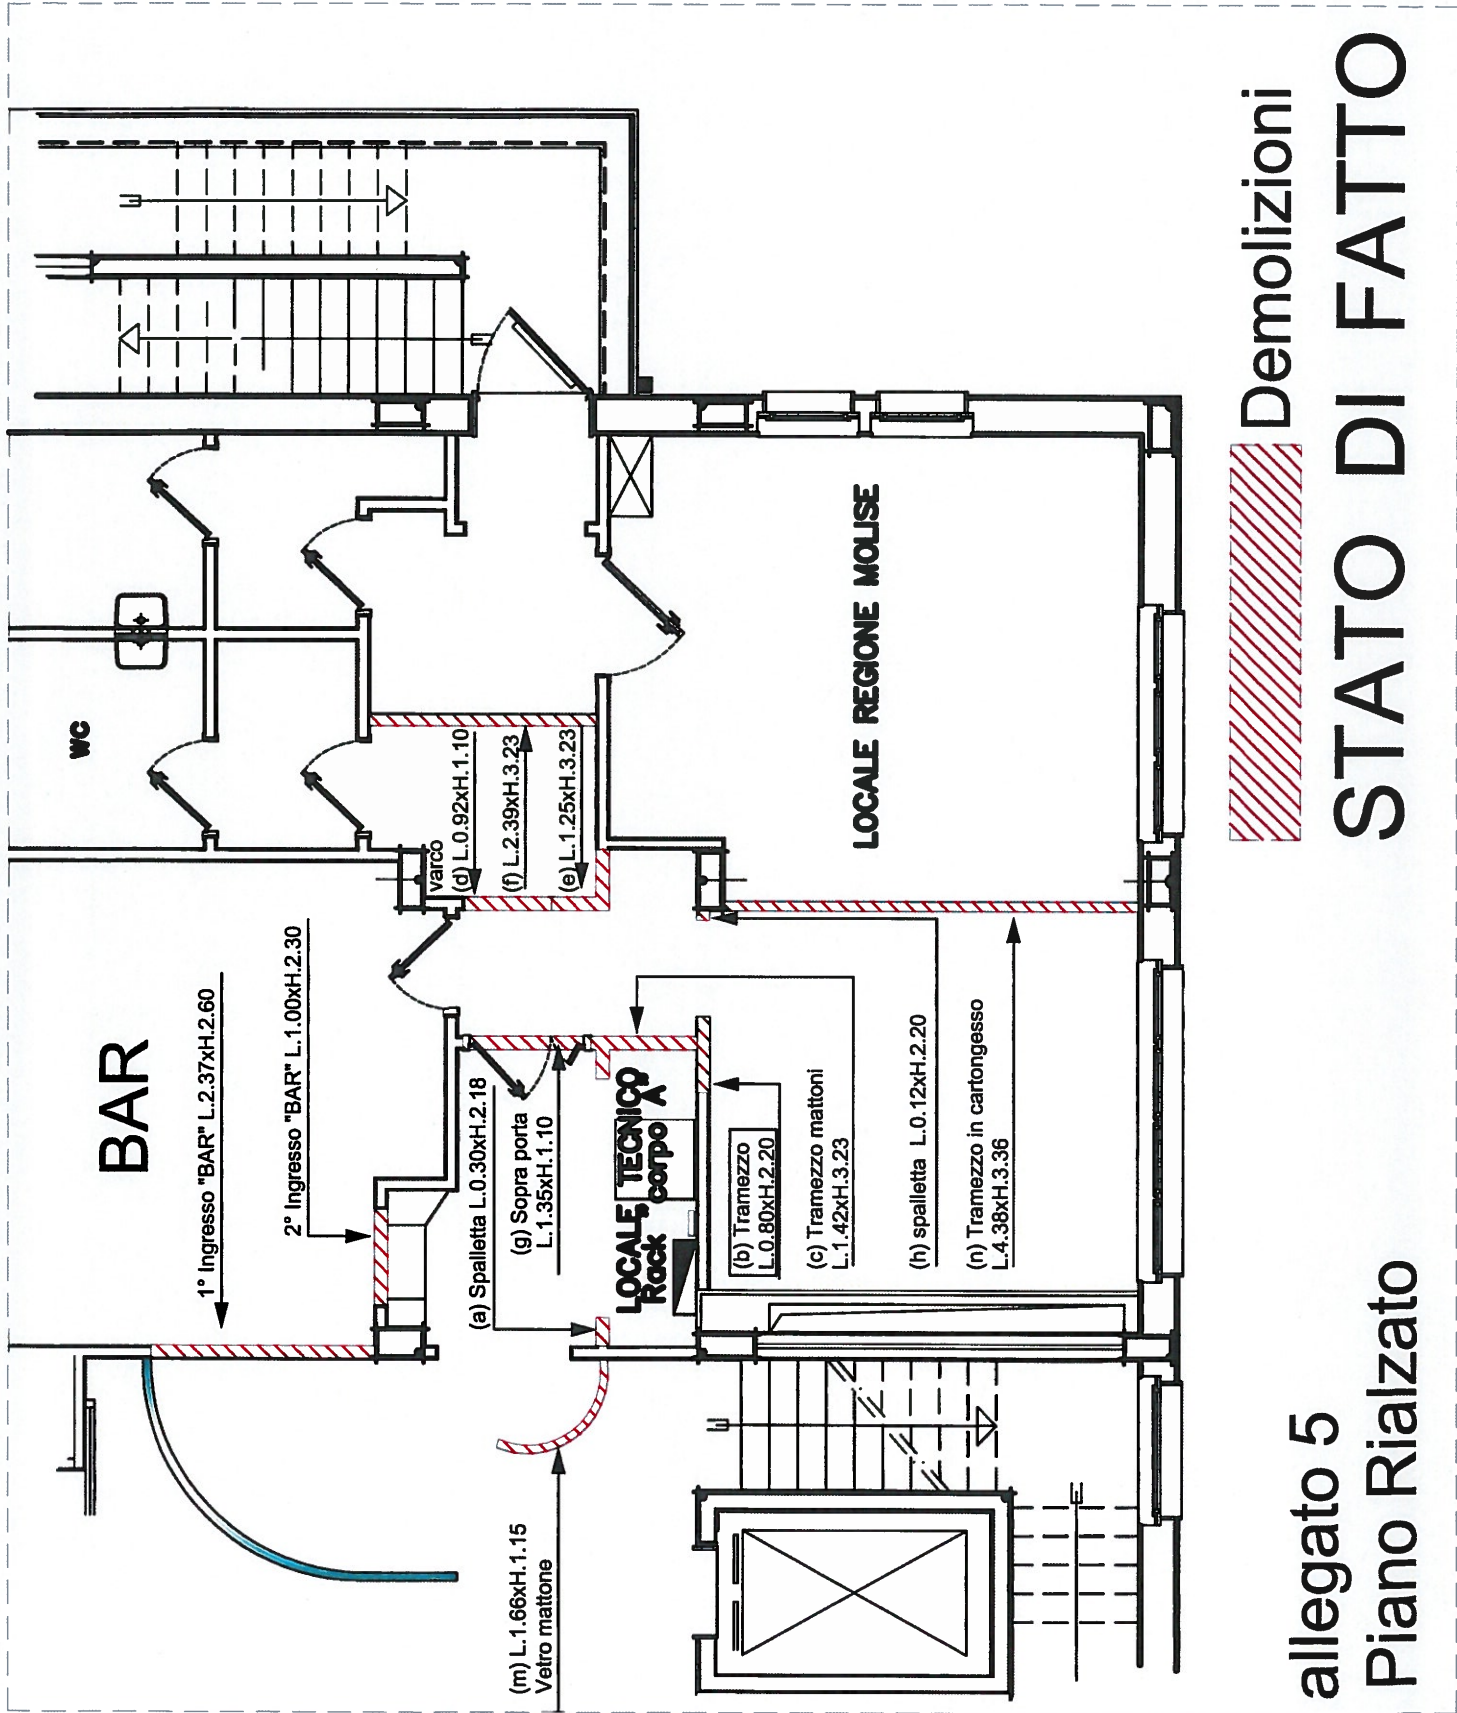 BAR
1° Ingresso "BAR" L.2.37xH.2.60
2° Ingresso "BAR" L.1.00xH.2.30
WC
varco
(d) L.0.92xH.1.10
(f) L.2.39xH.3.23
(e) L.1.25xH.3.23
(a) Spalletta L.0.30xH.2.18
(g) Sopra porta
L.1.35xH.1.10
(m) L.1.66xH.1.15
Vetro mattone
LOCALE TECNICO
Rack "corpo A"
(b) Tramezzo
L.0.80xH.2.20
(c) Tramezzo mattoni
L.1.42xH.3.23
(h) spalletta L.0.12xH.2.20
(n) Tramezzo in cartongesso
L.4.38xH.3.36
LOCALE REGIONE MOLISE
Demolizioni
allegato 5
Piano Rialzato
STATO DI FATTO